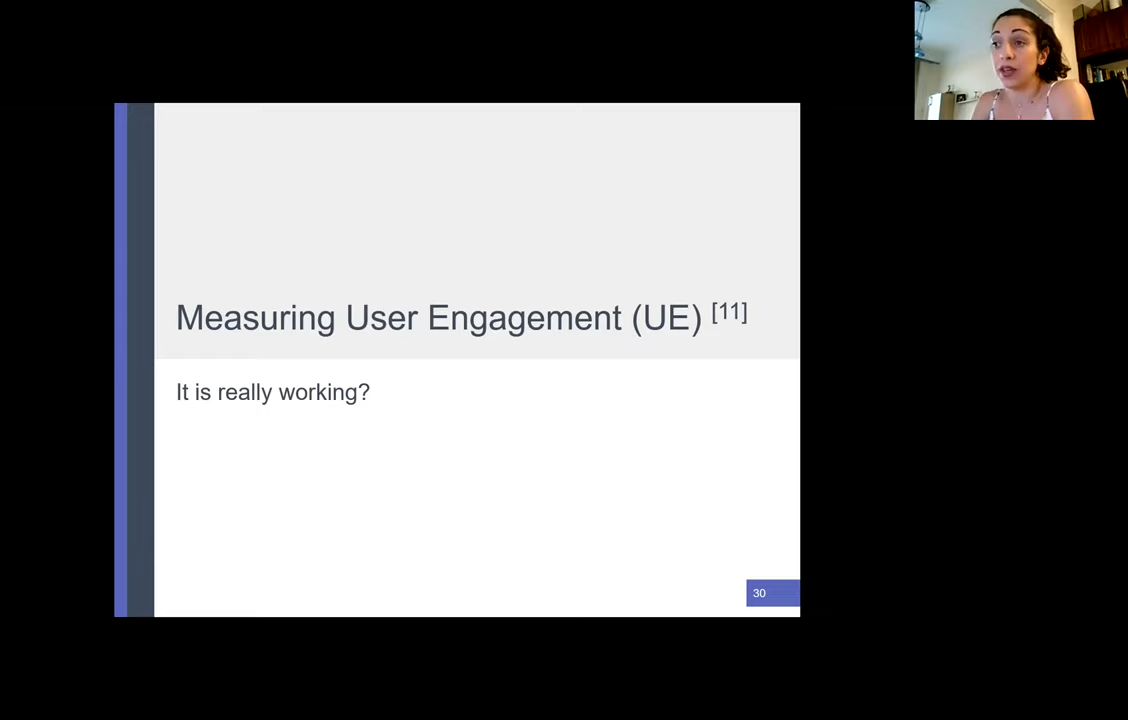 Measuring User Engagement (UE) [11]
It is really working?
30